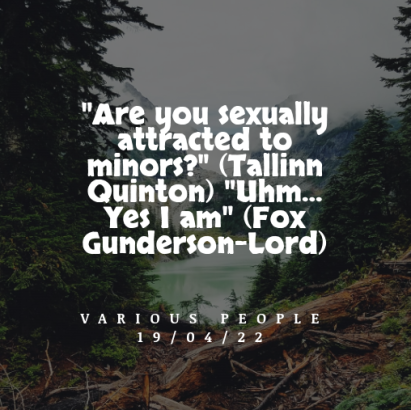 "Are you sexually
attracted to
minors?" (Tallinn
Quinton) "Uhm...
Yes I am" (Fox
Gunderson-Lord)
VARIOUS PEOPLE
19/04/22